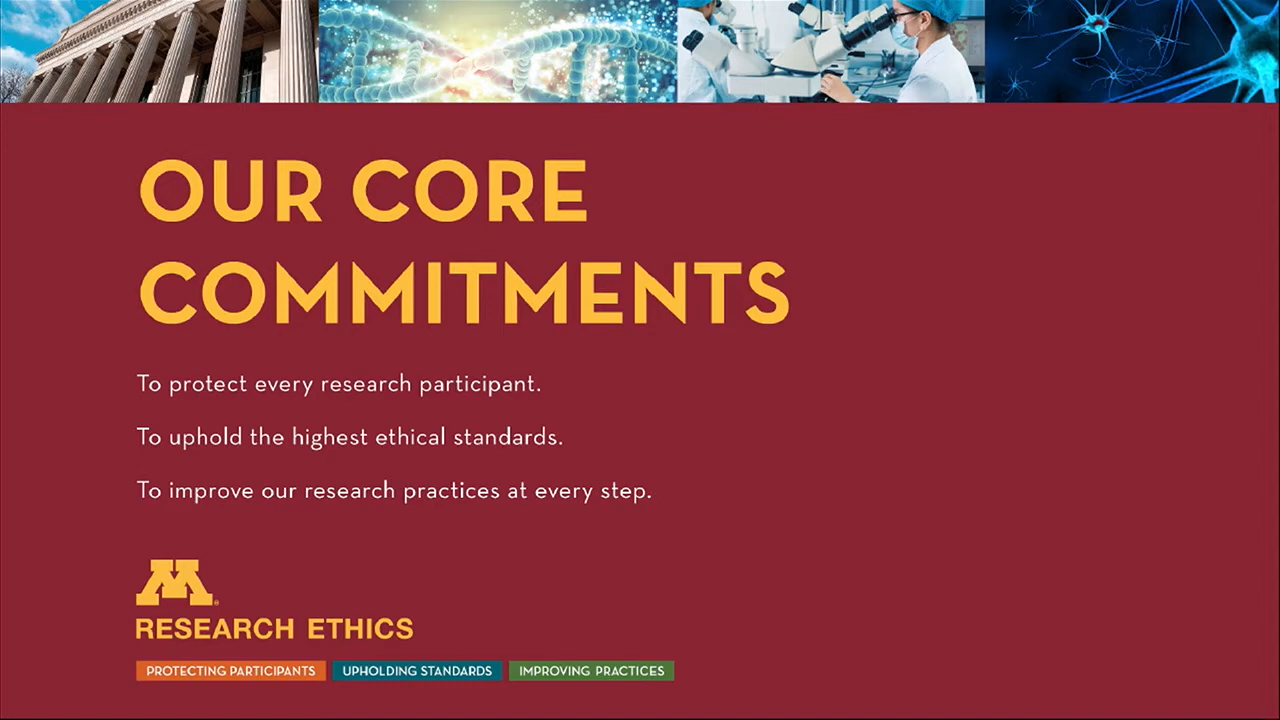 OUR CORE
COMMITMENTS
To protect every research participant.
To uphold the highest ethical standards.
To improve our research practices at every step.
M®
RESEARCH ETHICS
PROTECTING PARTICIPANTS UPHOLDING STANDARDS IMPROVING PRACTICES